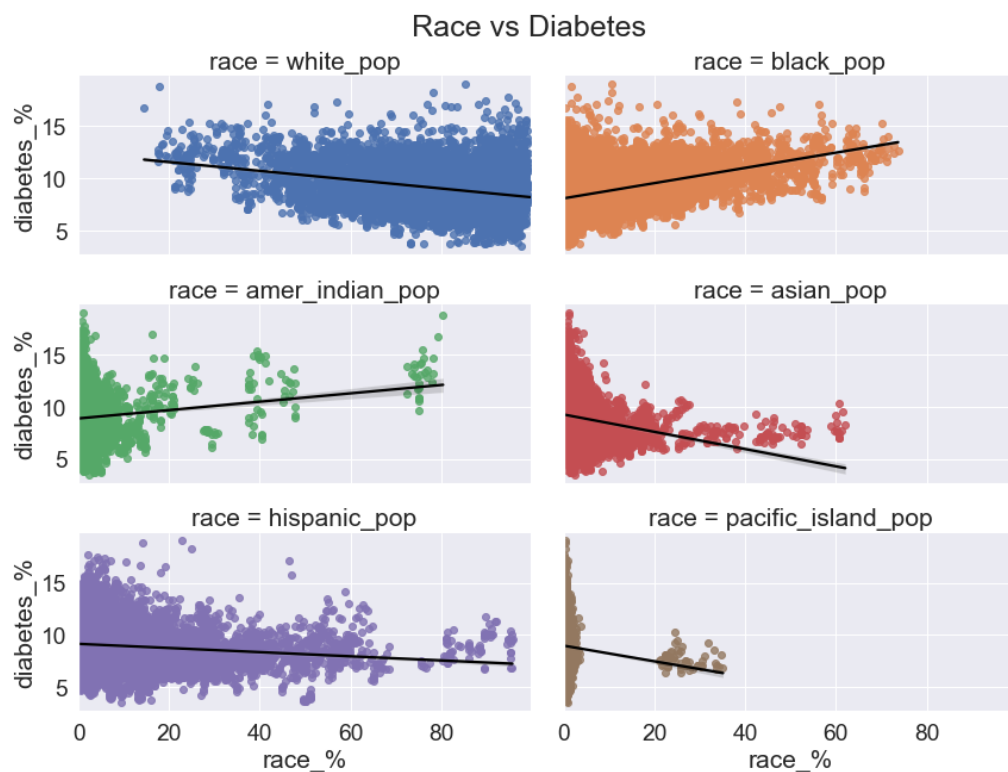 Race vs Diabetes
race = white_pop
race = black_pop
diabetes_%
15
10
5
race = amer_indian_pop
race = asian_pop
diabetes_%
15
10
5
race = hispanic_pop
race = pacific_island_pop
diabetes_%
15
10
5
0 20 40 60 80
0 20 40 60 80
race_%
race_%